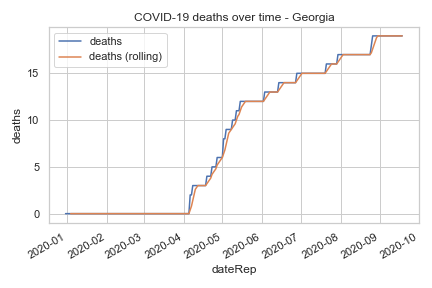 COVID-19 deaths over time - Georgia
deaths
deaths (rolling)
deaths
15
10
5
0
2020-01
2020-02
2020-03
2020-04
2020-05
2020-06
2020-07
2020-08
2020-09
2020-10
dateRep